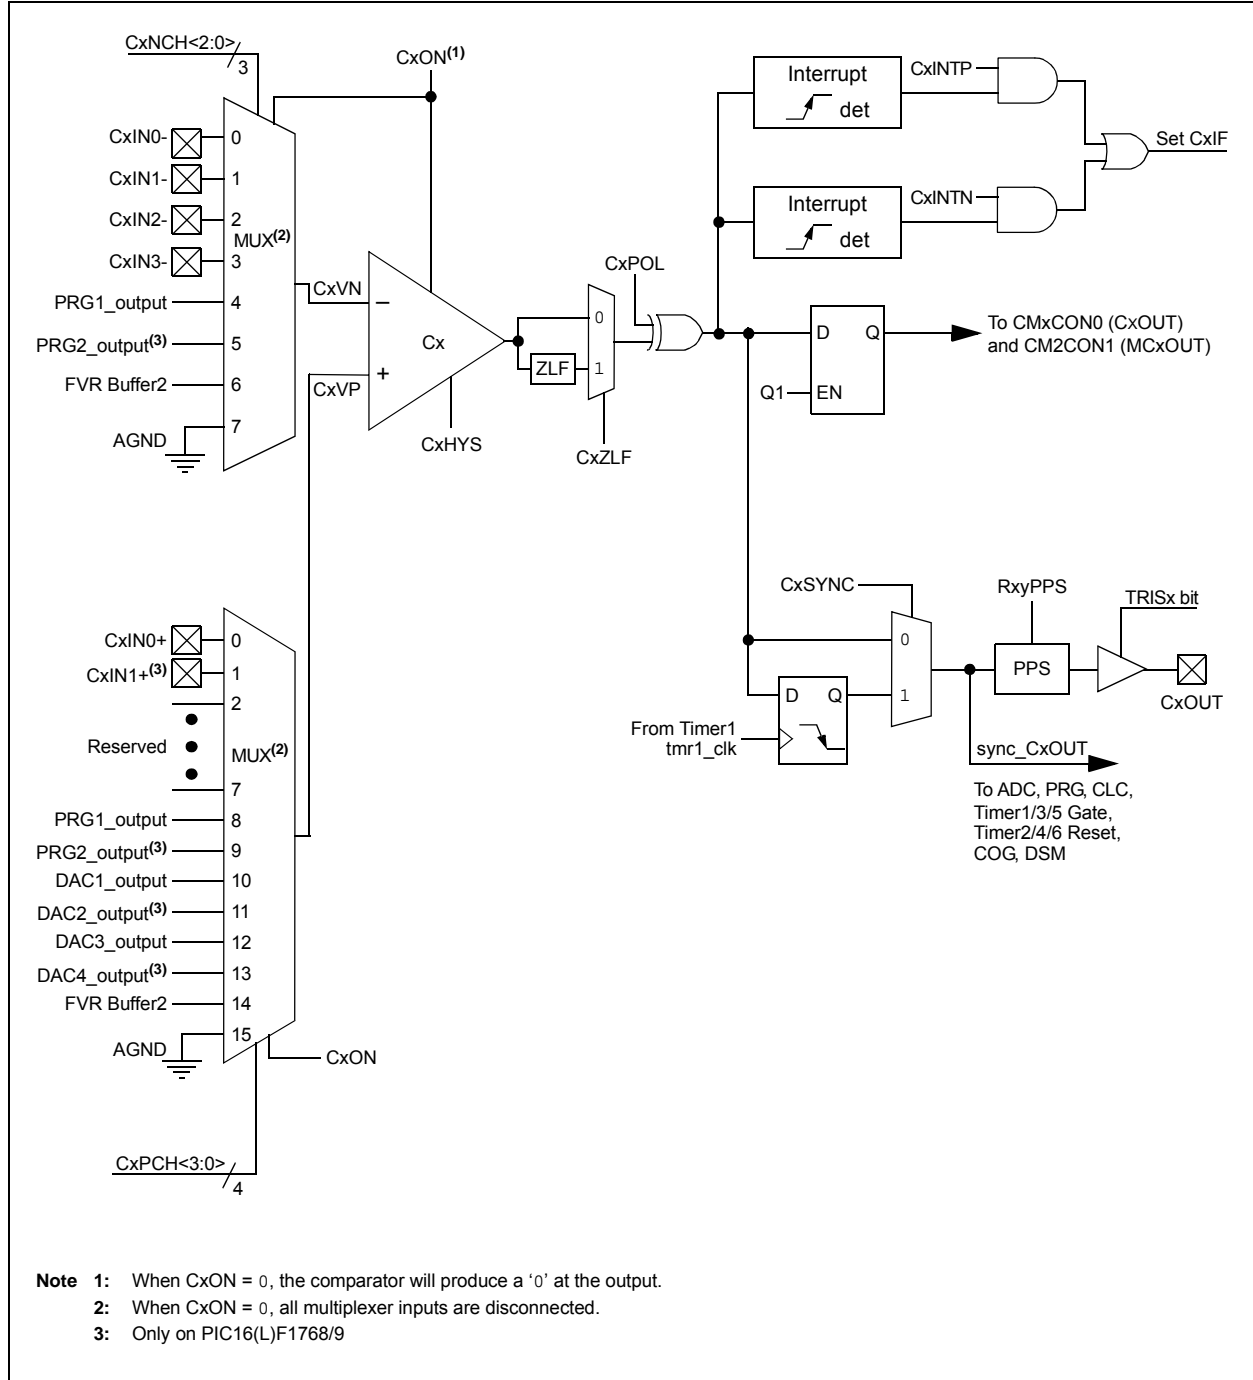 CxNCH<2:0>
3
CxON(1)
CxIN0-
0
CxIN1-
1
CxIN2-
2
MUX(2)
CxIN3-
3
PRG1_output
4
PRG2_output(3)
5
FVR Buffer2
6
AGND
7
CxVN
–
Cx
+
CxVP
CxHYS
0
ZLF
1
CxZLF
CxPOL
Interrupt
det
CxINTP
Interrupt
det
CxINTN
Set CxIF
D
Q
Q1
EN
To CMxCON0 (CxOUT)
and CM2CON1 (MCxOUT)
CxIN0+
0
CxIN1+(3)
1
2
Reserved
MUX(2)
7
PRG1_output
8
PRG2_output(3)
9
DAC1_output
10
DAC2_output(3)
11
DAC3_output
12
DAC4_output(3)
13
FVR Buffer2
14
AGND
15
CxON
CxPCH<3:0>
4
CxSYNC
0
1
D
Q
From Timer1
tmr1_clk
RxyPPS
PPS
TRISx bit
CxOUT
sync_CxOUT
To ADC, PRG, CLC,
Timer1/3/5 Gate,
Timer2/4/6 Reset,
COG, DSM
Note 1: When CxON = 0, the comparator will produce a ‘0’ at the output.
2: When CxON = 0, all multiplexer inputs are disconnected.
3: Only on PIC16(L)F1768/9